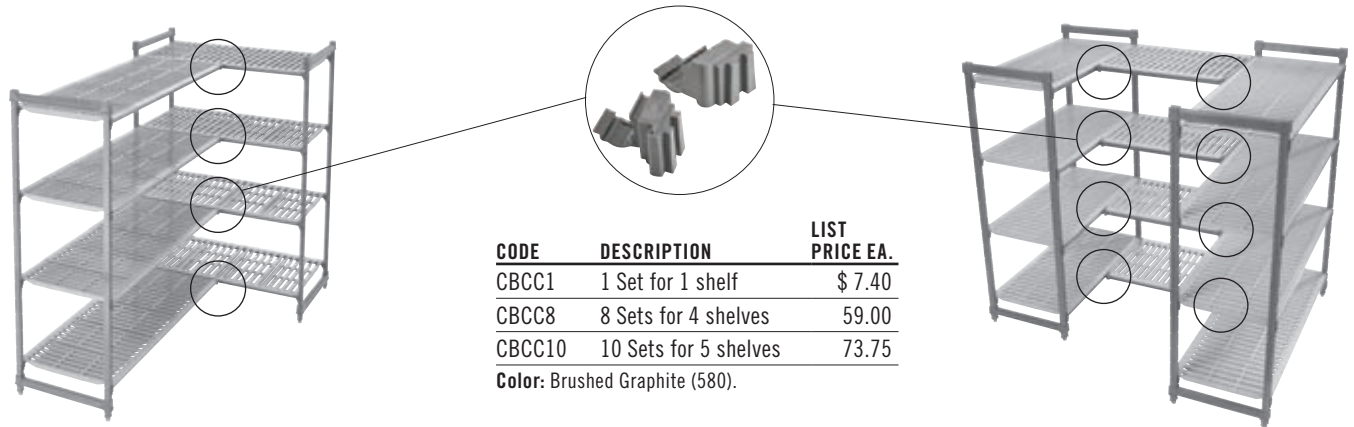 CODE DESCRIPTION LIST PRICE EA.
CBCC1 1 Set for 1 shelf $ 7.40
CBCC8 8 Sets for 4 shelves 59.00
CBCC10 10 Sets for 5 shelves 73.75
Color: Brushed Graphite (580).